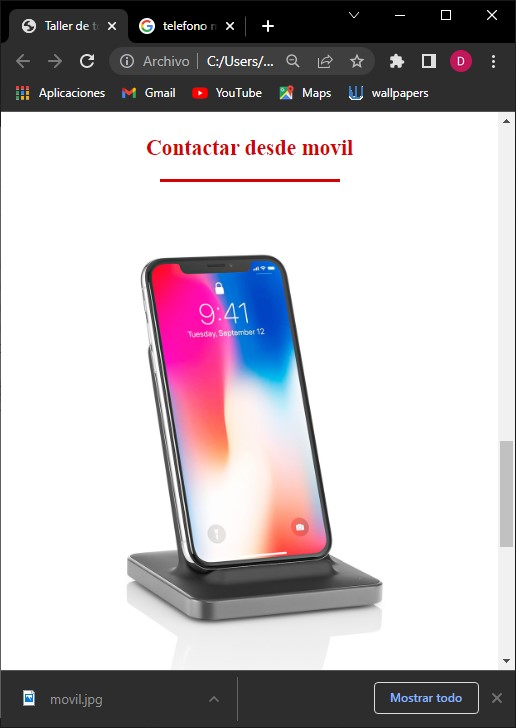 Taller de t
telefono m
Archivo
C:/Users/...
D
Aplicaciones
Gmail
YouTube
Maps
wallpapers
Contactar desde movil
9:41
Tuesday, September 12
movil.jpg
Mostrar todo